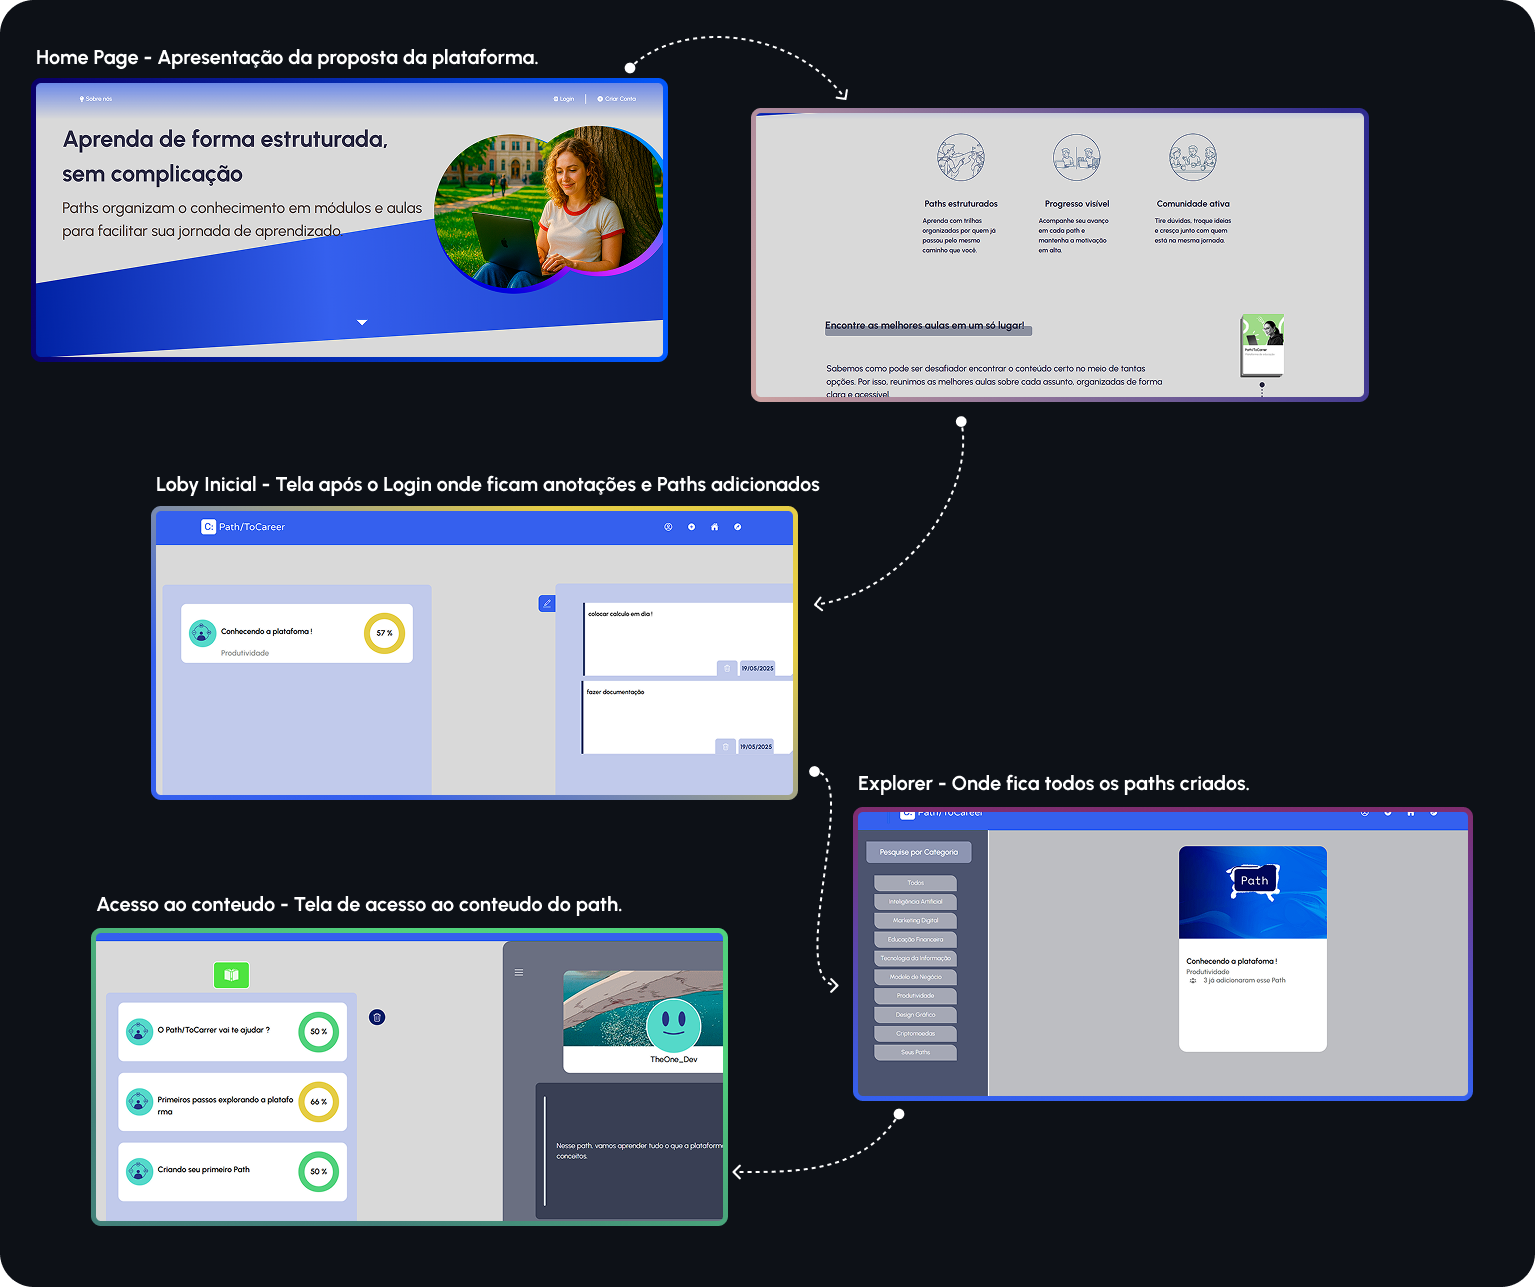 Home Page - Apresentação da proposta da plataforma.
Sobre nós
Login
Criar Conta
Aprenda de forma estruturada,
sem complicação
Paths organizam o conhecimento em módulos e aulas
para facilitar sua jornada de aprendizado.
Paths estruturados
Aprenda com trilhas
organizadas por quem já
passou pelo mesmo
caminho que você.
Progresso visível
Acompanhe seu avanço
em cada path e
mantenha a motivação
em alta.
Comunidade ativa
Tire dúvidas, troque ideias
e cresça junto com quem
está na mesma jornada.
Encontre as melhores aulas em um só lugar!
Sabemos como pode ser desafiador encontrar o conteúdo certo no meio de tantas
opções. Por isso, reunimos as melhores aulas sobre cada assunto, organizadas de forma
clara e acessível
Loby Inicial - Tela após o Login onde ficam anotações e Paths adicionados
C: Path/ToCareer
Conhecendo a platafoma !
Produtividade
57 %
colocar calculo em dia !
19/05/2025
fazer documentação
19/05/2025
Explorer - Onde fica todos os paths criados.
C: Path/ToCareer
Pesquise por Categoria
Todos
Inteligência Artificial
Marketing Digital
Educação Financeira
Tecnologia da Informação
Modelo de Negócio
Produtividade
Design Gráfico
Criptomoedas
Seus Paths
Path
Conhecendo a platafoma !
Produtividade
3 já adicionaram esse Path
Acesso ao conteudo - Tela de acesso ao conteudo do path.
O Path/ToCarrer vai te ajudar ?
50 %
Primeiros passos explorando a platafo
rma
66 %
Criando seu primeiro Path
50 %
TheOne_Dev
Nesse path, vamos aprender tudo o que a plataform
conceitos.